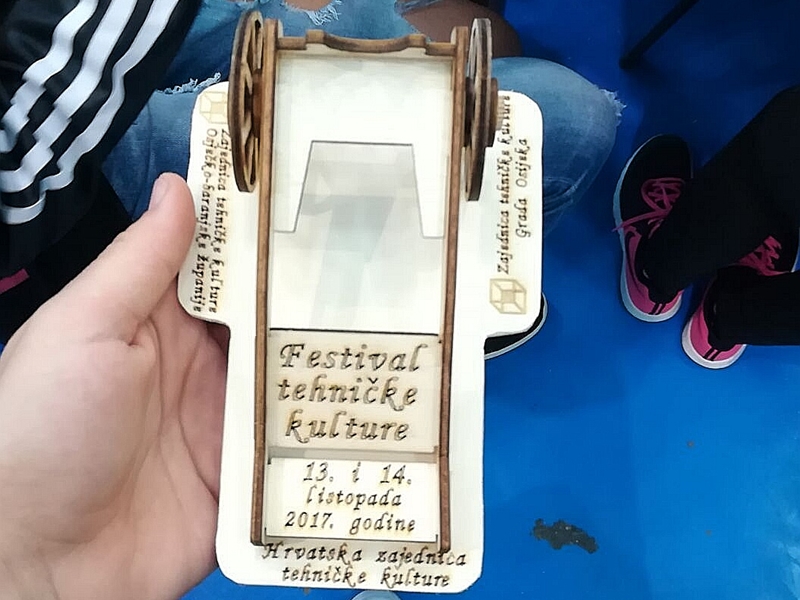 Zajednica tehničke kulture
Osječko-baranjske županije
Zajednica tehničke kulture
Grada Osijeka
Festival
tehničke
kulture
13. i 14.
listopada
2017. godine
Hrvatska zajednica
tehničke kulture